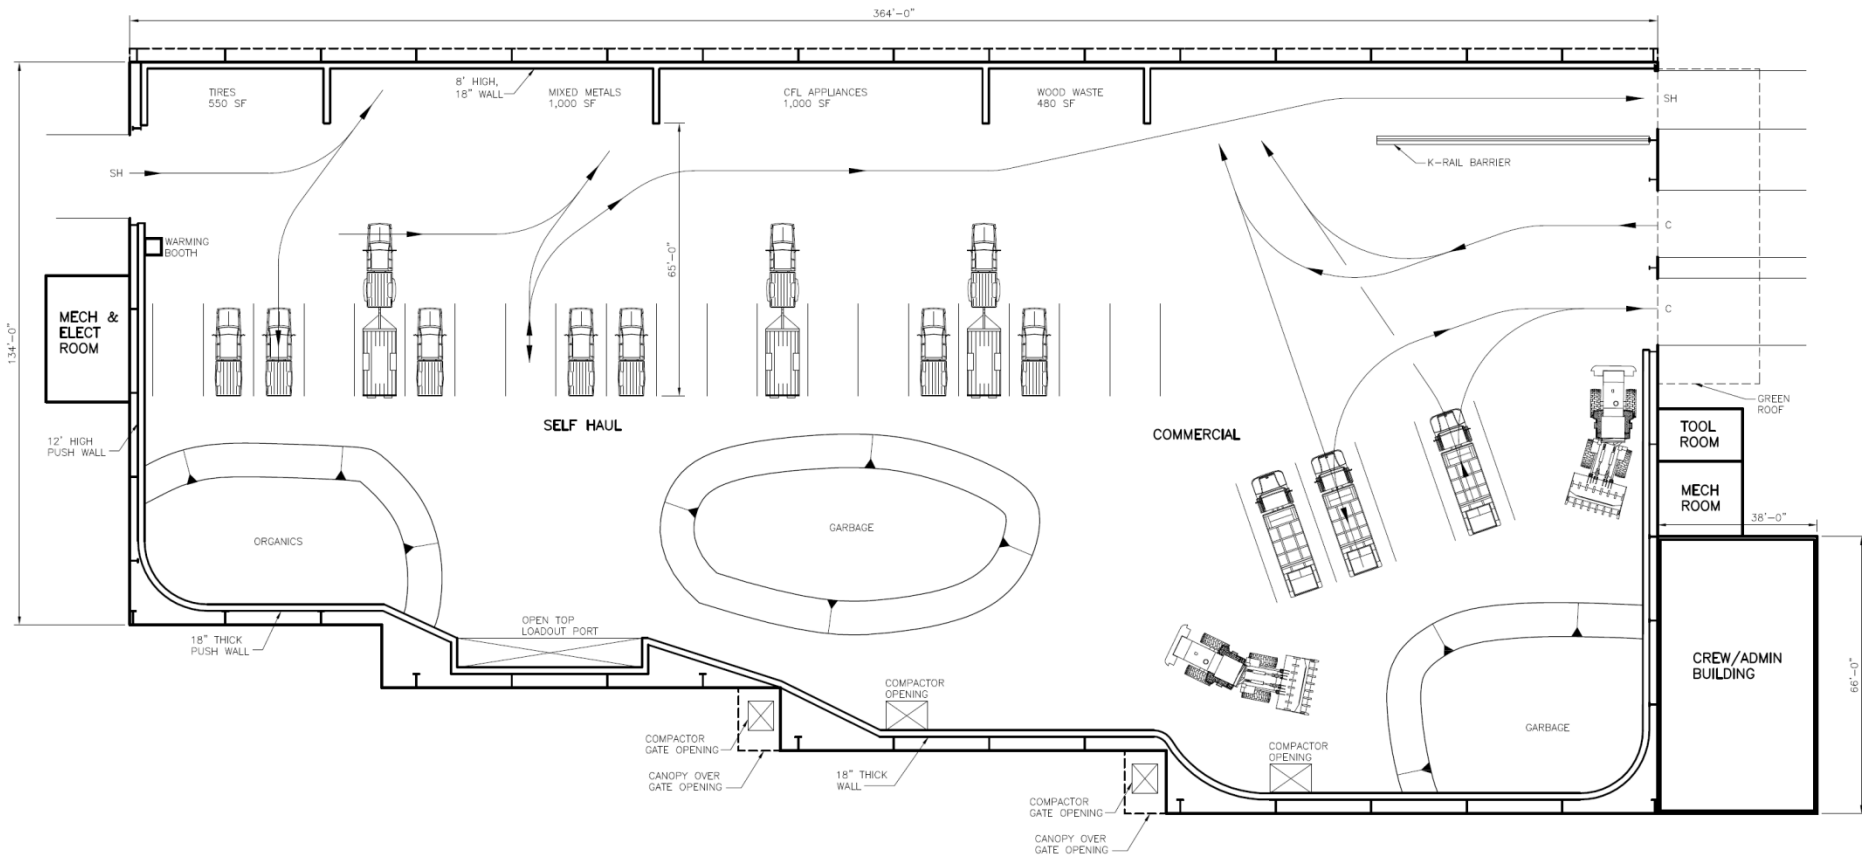 364'-0"
TIRES
550 SF
8' HIGH,
18" WALL
MIXED METALS
1,000 SF
CFL APPLIANCES
1,000 SF
WOOD WASTE
480 SF
SH
K-RAIL BARRIER
SH
WARMING
BOOTH
C
65'-0"
134'-0"
MECH &
ELECT
ROOM
C
GREEN
ROOF
SELF HAUL
COMMERCIAL
TOOL
ROOM
12' HIGH
PUSH WALL
MECH
ROOM
38'-0"
ORGANICS
GARBAGE
OPEN TOP
LOADOUT PORT
18" THICK
PUSH WALL
CREW/ADMIN
BUILDING
66'-0"
COMPACTOR
OPENING
GARBAGE
COMPACTOR
GATE OPENING
COMPACTOR
OPENING
CANOPY OVER
GATE OPENING
18" THICK
WALL
COMPACTOR
GATE OPENING
CANOPY OVER
GATE OPENING